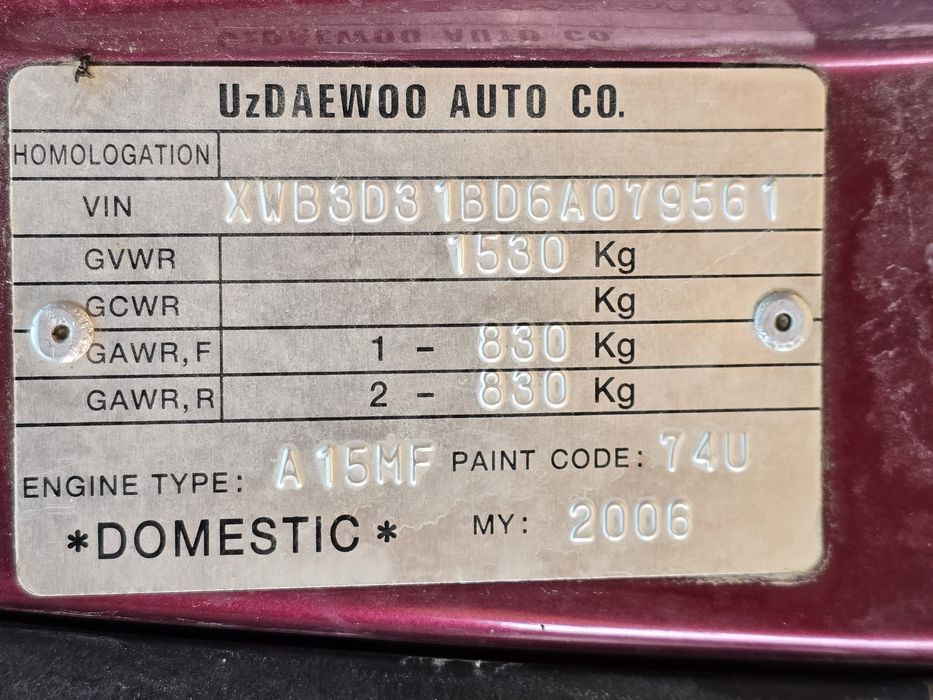 UzDAEWOO AUTO CO.
HOMOLOGATION
VIN XWB3D31BD6A079561
GVWR 1530 Kg
GCWR Kg
GAWR, F 1 - 830 Kg
GAWR, R 2 - 830 Kg
ENGINE TYPE: A15MF PAINT CODE: 74U
*DOMESTIC* MY: 2006